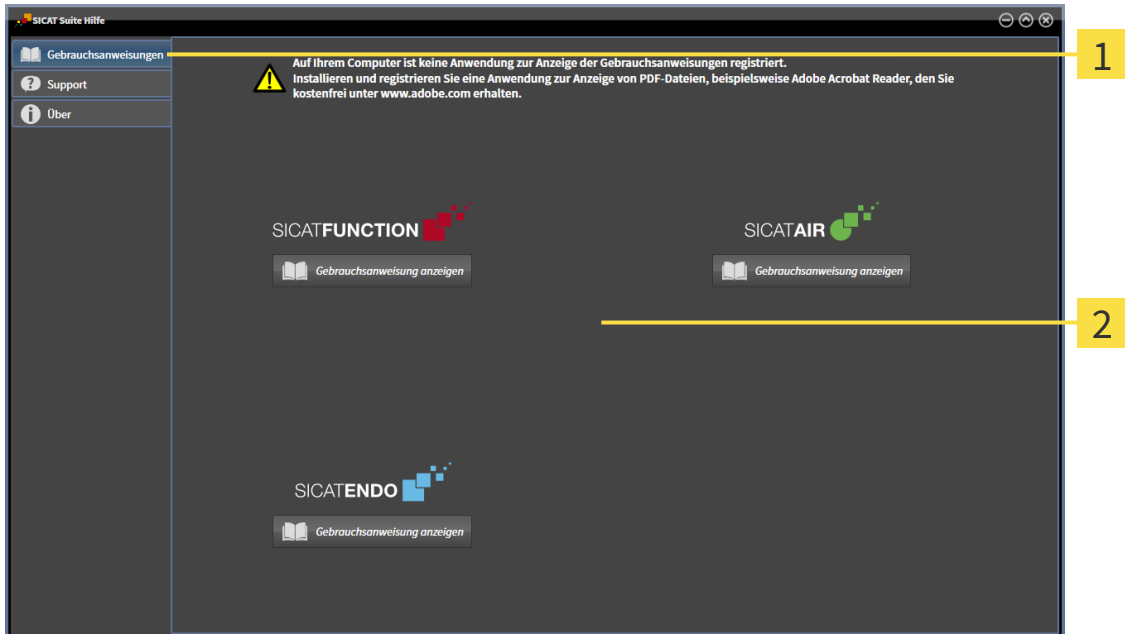 SICAT Suite Hilfe
Gebrauchsanweisungen
1
Support
Über
Auf Ihrem Computer ist keine Anwendung zur Anzeige der Gebrauchsanweisungen registriert.
Installieren und registrieren Sie eine Anwendung zur Anzeige von PDF-Dateien, beispielsweise Adobe Acrobat Reader, den Sie
kostenfrei unter www.adobe.com erhalten.
SICATFUNCTION
Gebrauchsanweisung anzeigen
SICATAIR
Gebrauchsanweisung anzeigen
2
SICATENDO
Gebrauchsanweisung anzeigen